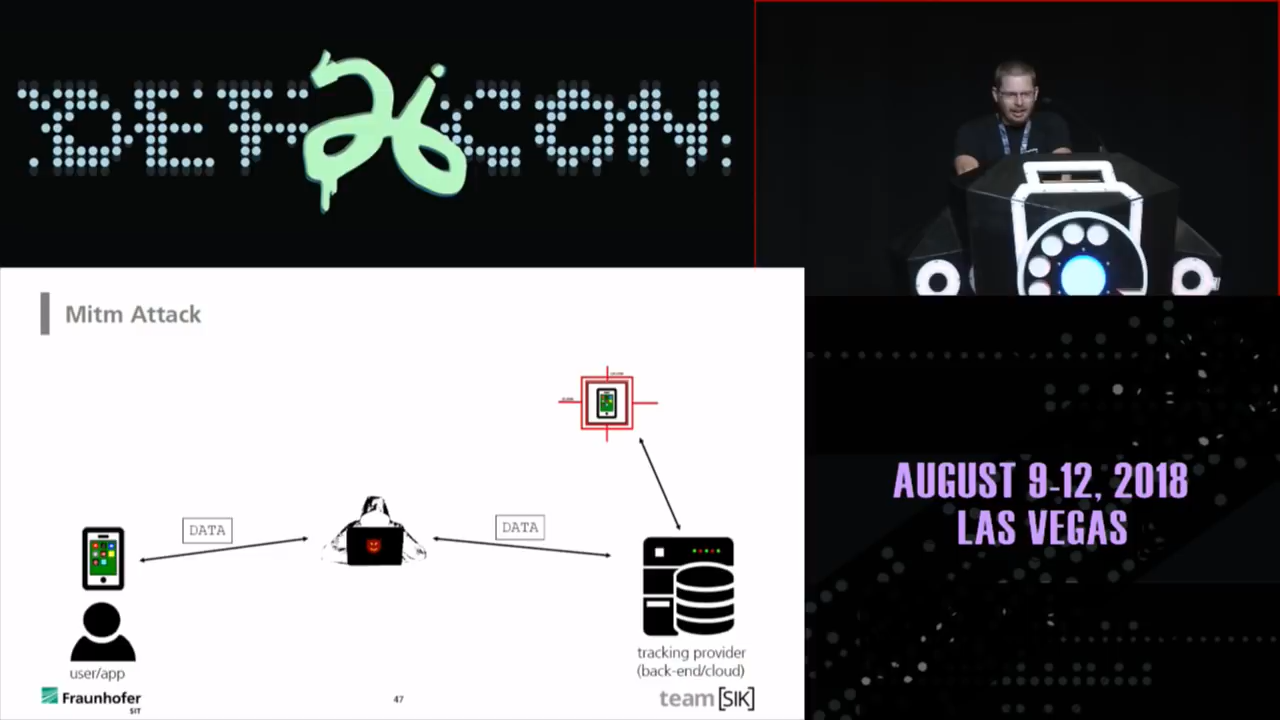 DEF CON
26
Mitm Attack
DATA
DATA
user/app
tracking provider
(back-end/cloud)
Fraunhofer
SIT
47
team [SIK]
AUGUST 9-12, 2018
LAS VEGAS